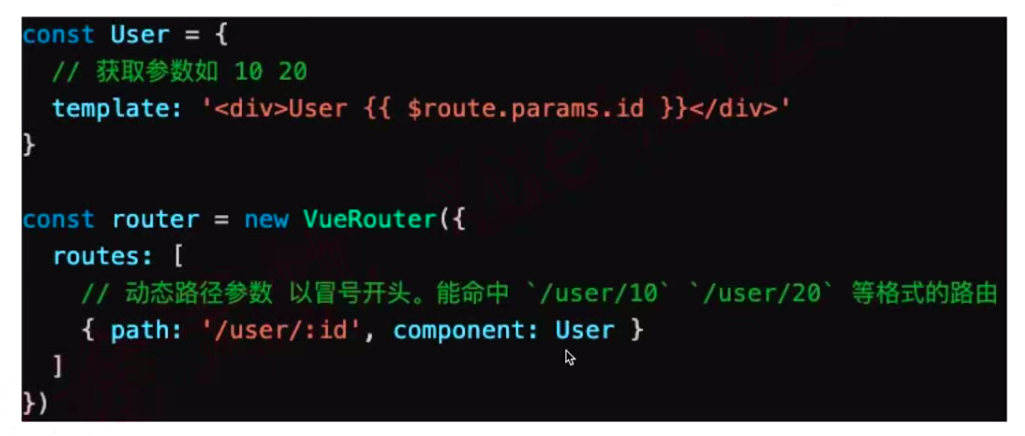 const User = {
  // 获取参数如 10 20
  template: '<div>User {{ $route.params.id }}</div>'
}
const router = new VueRouter({
  routes: [
    // 动态路径参数 以冒号开头。能命中 `/user/10` `/user/20` 等格式的路由
    { path: '/user/:id', component: User }
  ]
})